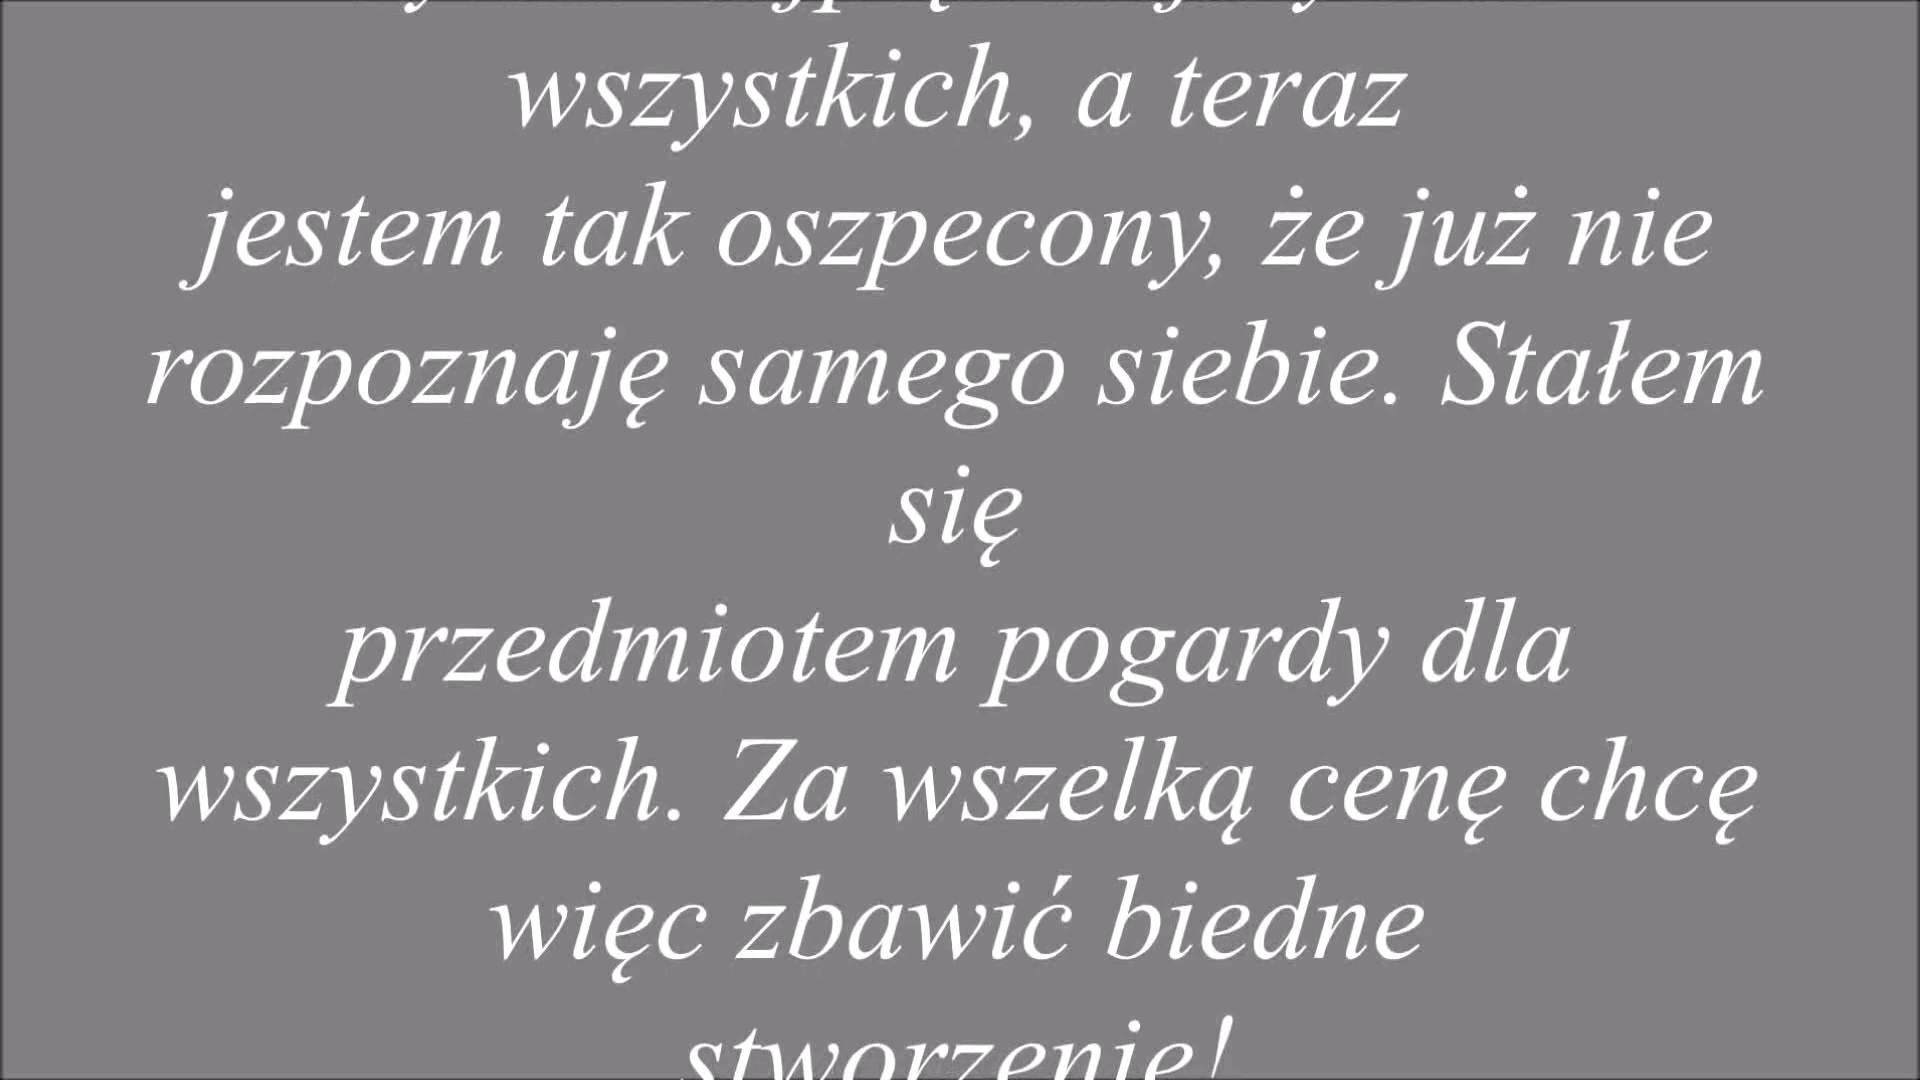 wszystkich, a teraz
jestem tak oszpecony, że już nie
rozpoznaję samego siebie. Stałem
się
przedmiotem pogardy dla
wszystkich. Za wszelką cenę chcę
więc zbawić biedne
stworzenie!